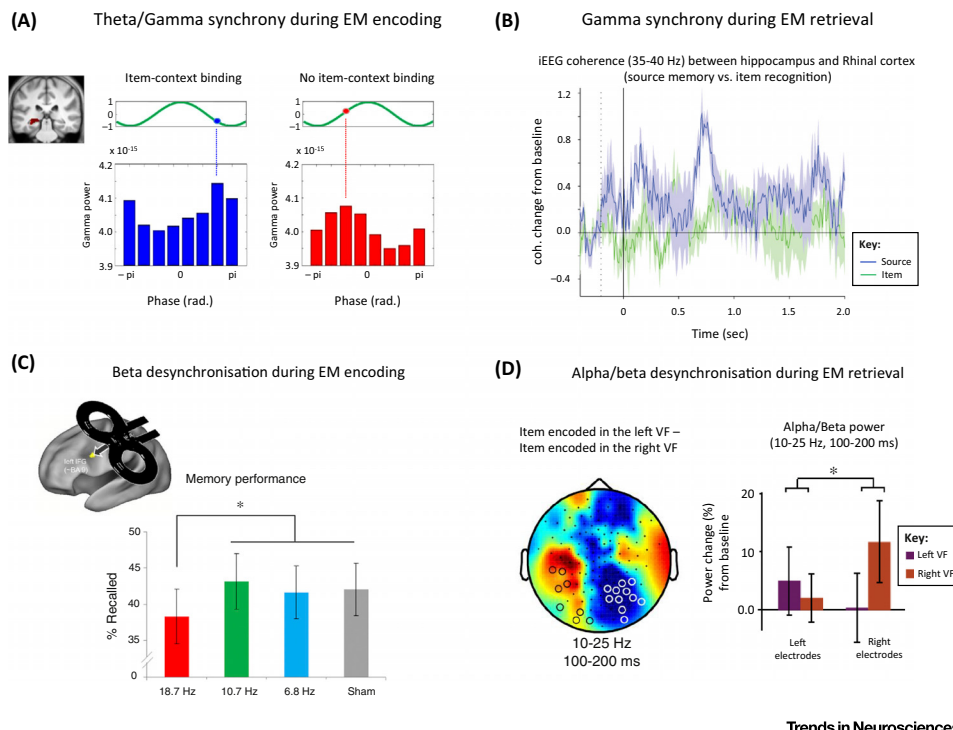 (A)
Theta/Gamma synchrony during EM encoding
Item-context binding
No item-context binding
1
0
−1
1
0
−1
x 10-15
x 10-15
4.2
4.1
4.0
3.9
Gamma power
− pi
0
pi
Phase (rad.)
4.2
4.1
4.0
3.9
Gamma power
− pi
0
pi
Phase (rad.)
(B)
Gamma synchrony during EM retrieval
iEEG coherence (35-40 Hz) between hippocampus and Rhinal cortex
(source memory vs. item recognition)
coh. change from baseline
1.2
0.8
0.4
0.0
−0.4
0
0.5
1.0
1.5
2.0
Time (sec)
Key:
Source
Item
(C)
Beta desynchronisation during EM encoding
left IFG
Memory performance
*
% Recalled
50
45
40
35
0
18.7 Hz
10.7 Hz
6.8 Hz
Sham
(D)
Alpha/beta desynchronisation during EM retrieval
Item encoded in the left VF –
Item encoded in the right VF
10-25 Hz
100-200 ms
Alpha/Beta power
(10-25 Hz, 100-200 ms)
*
Power change (%)
from baseline
20
10
0.0
Left
electrodes
Right
electrodes
Key:
Left VF
Right VF
Trends in Neurosciences